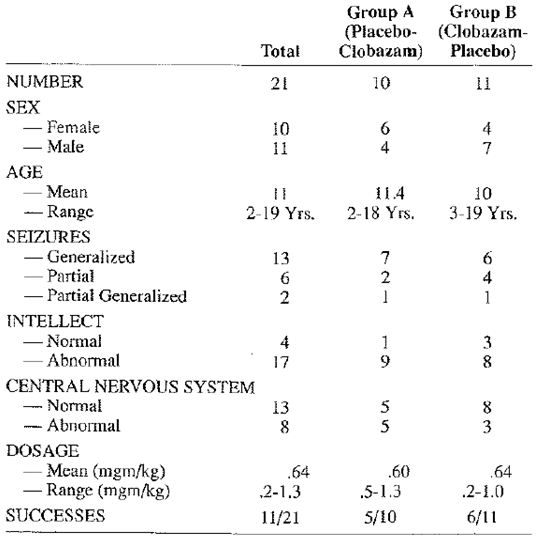 Group A Group B
(Placebo- (Clobazam-
Total Clobazam) Placebo)
NUMBER 21 10 11
SEX
— Female 10 6 4
— Male 11 4 7
AGE
— Mean 11 11.4 10
— Range 2-19 Yrs. 2-18 Yrs. 3-19 Yrs.
SEIZURES
— Generalized 13 7 6
— Partial 6 2 4
— Partial Generalized 2 1 1
INTELLECT
— Normal 4 1 3
— Abnormal 17 9 8
CENTRAL NERVOUS SYSTEM
— Normal 13 5 8
— Abnormal 8 5 3
DOSAGE
— Mean (mgm/kg) .64 .60 .64
— Range (mgm/kg) .2-1.3 .5-1.3 .2-1.0
SUCCESSES 11/21 5/10 6/11